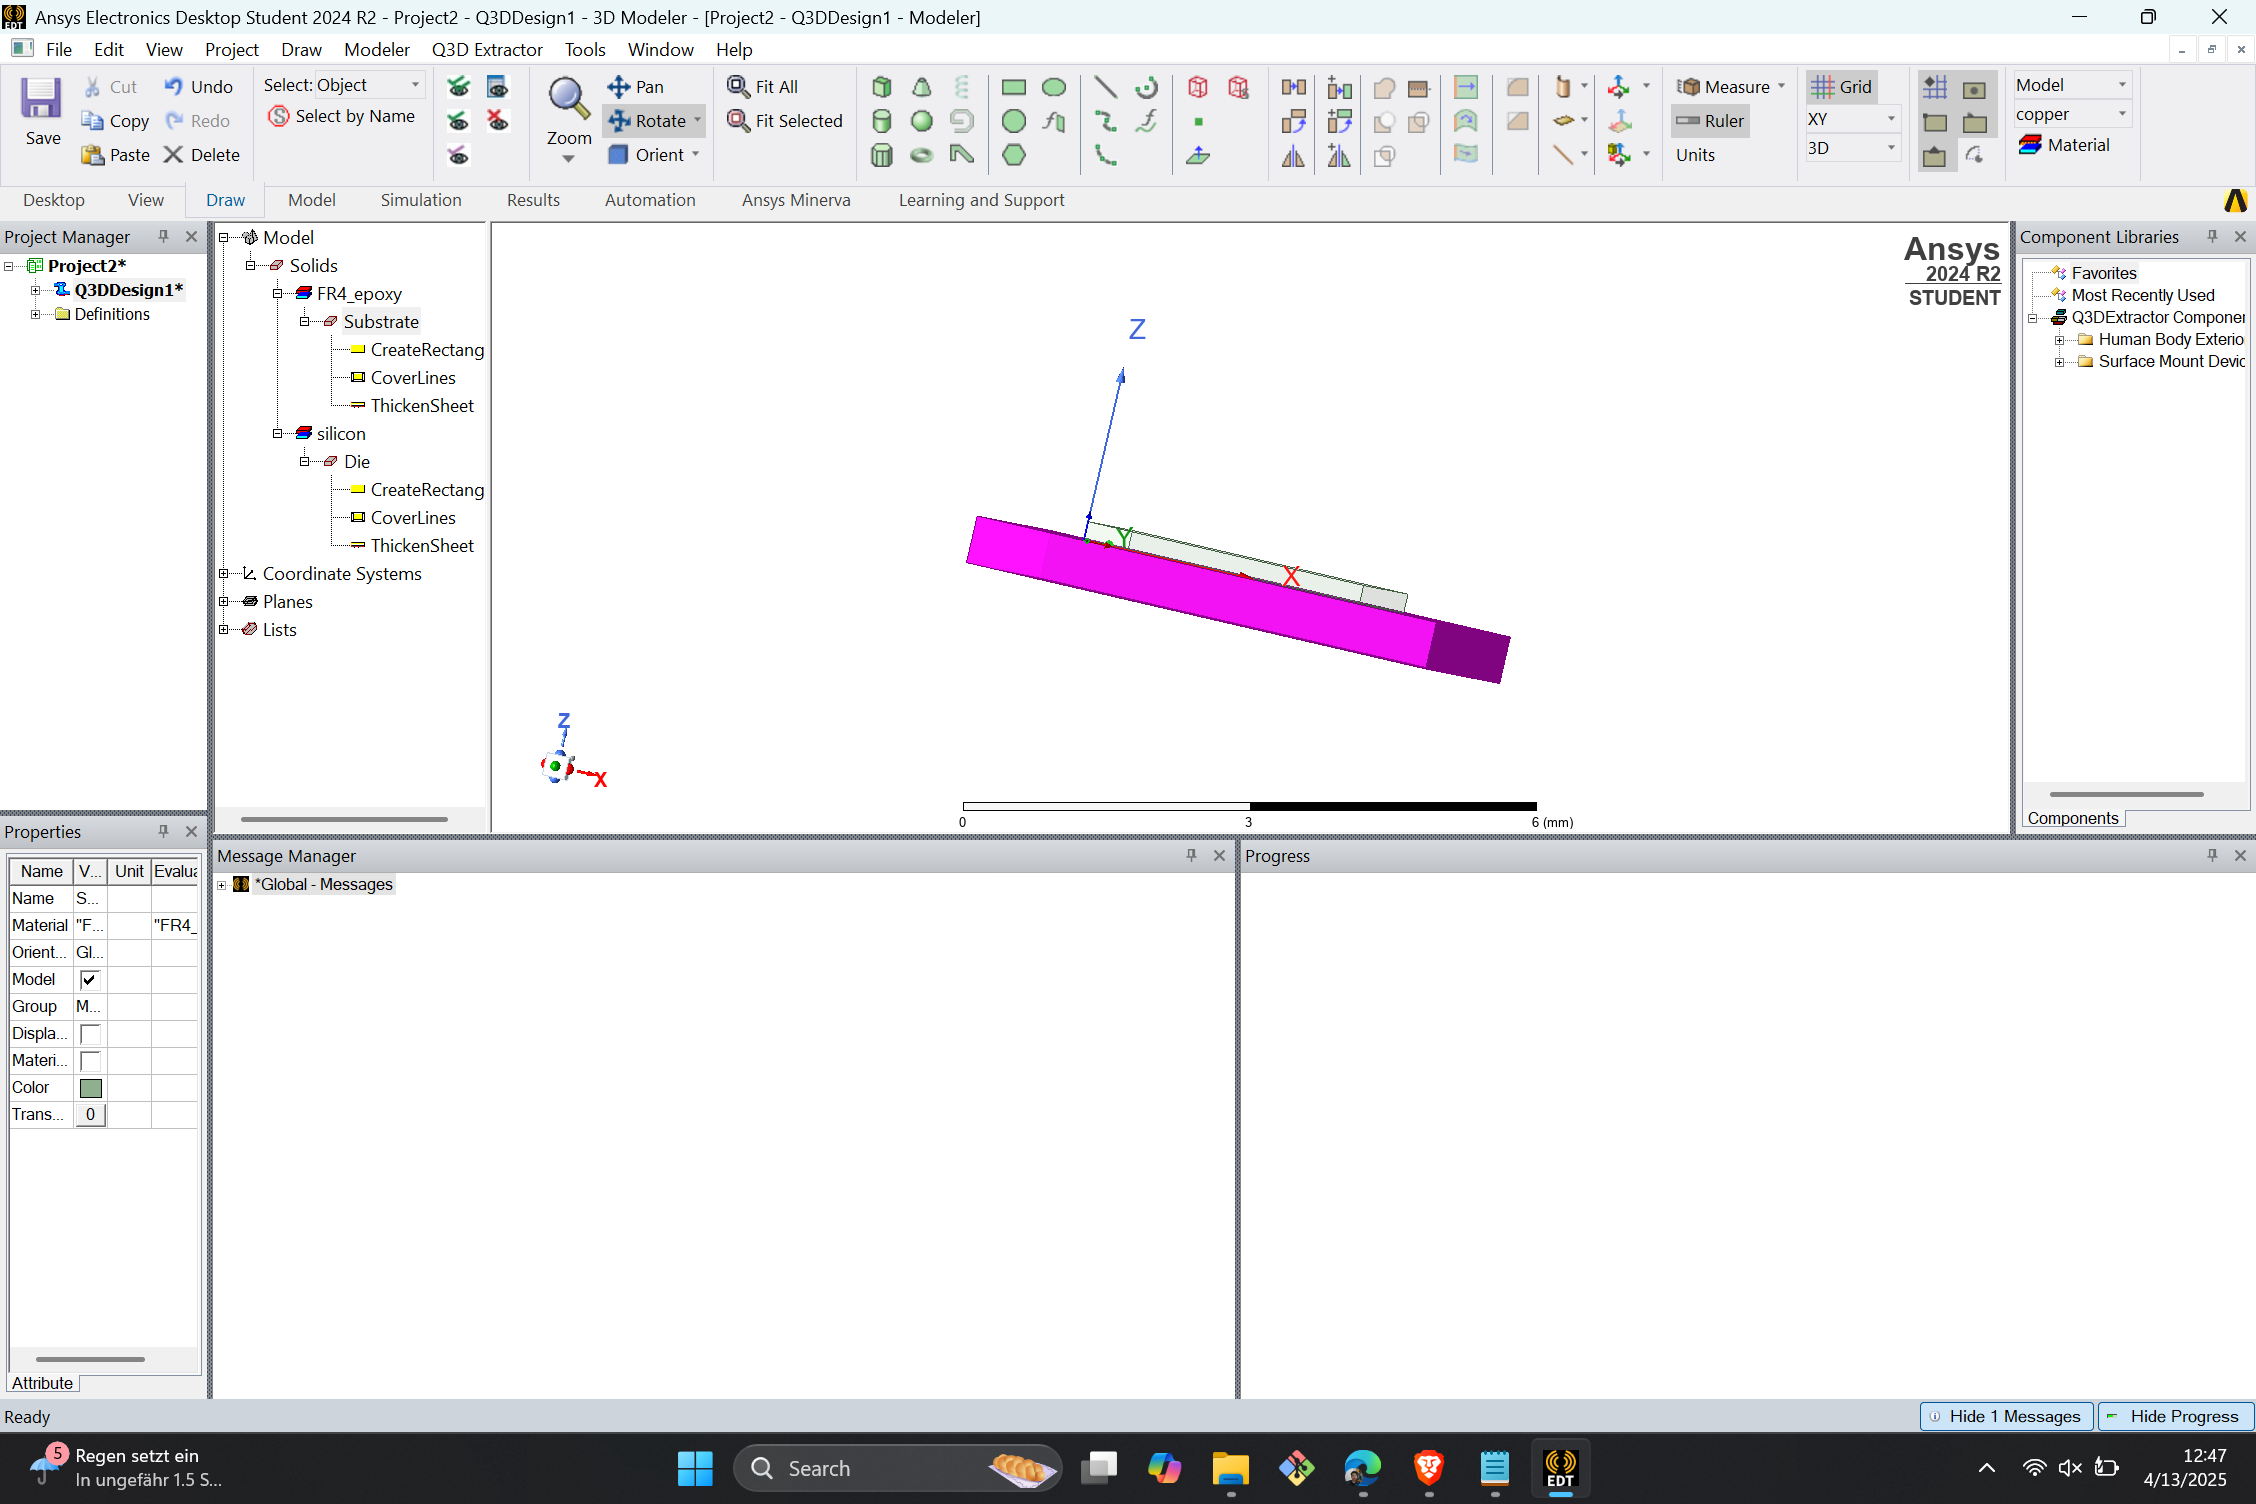 Ansys Electronics Desktop Student 2024 R2 - Project2 - Q3DDesign1 - 3D Modeler - [Project2 - Q3DDesign1 - Modeler]
File Edit View Project Draw Modeler Q3D Extractor Tools Window Help
Save
Cut
Copy
Paste
Undo
Redo
Delete
Select: Object
Select by Name
Zoom
Pan
Rotate
Orient
Fit All
Fit Selected
Measure
Ruler
Units
Grid
XY
3D
Model
copper
Material
Desktop View Draw Model Simulation Results Automation Ansys Minerva Learning and Support
Project Manager
Project2*
Q3DDesign1*
Definitions
Model
Solids
FR4_epoxy
Substrate
CreateRectang
CoverLines
ThickenSheet
silicon
Die
CreateRectang
CoverLines
ThickenSheet
Coordinate Systems
Planes
Lists
Ansys
2024 R2
STUDENT
Z
Y
X
Z
X
0 3 6 (mm)
Component Libraries
Favorites
Most Recently Used
Q3DExtractor Componer
Human Body Exterio
Surface Mount Devic
Components
Properties
Name V... Unit Evalua
Name S...
Material "F... "FR4_
Orient... Gl...
Model
Group M...
Displa...
Materi...
Color
Trans... 0
Attribute
Message Manager
*Global - Messages
Progress
Ready
Hide 1 Messages
Hide Progress
5
Regen setzt ein
In ungefähr 1.5 S...
Search
EDT
12:47
4/13/2025